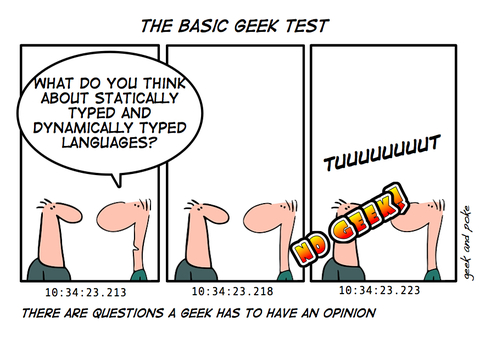 THE BASIC GEEK TEST
WHAT DO YOU THINK
ABOUT STATICALLY
TYPED AND
DYNAMICALLY TYPED
LANGUAGES?
TUUUUUUUUT
NO GEEK!
geek and poke
10:34:23.213
10:34:23.218
10:34:23.223
THERE ARE QUESTIONS A GEEK HAS TO HAVE AN OPINION